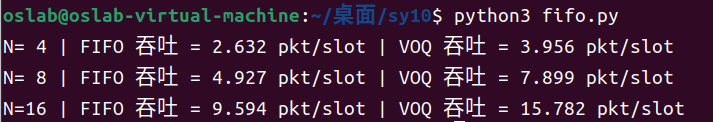 oslab@oslab-virtual-machine:~/桌面/sy10$ python3 fifo.py
N= 4 | FIFO 吞吐 = 2.632 pkt/slot | VOQ 吞吐 = 3.956 pkt/slot
N= 8 | FIFO 吞吐 = 4.927 pkt/slot | VOQ 吞吐 = 7.899 pkt/slot
N=16 | FIFO 吞吐 = 9.594 pkt/slot | VOQ 吞吐 = 15.782 pkt/slot